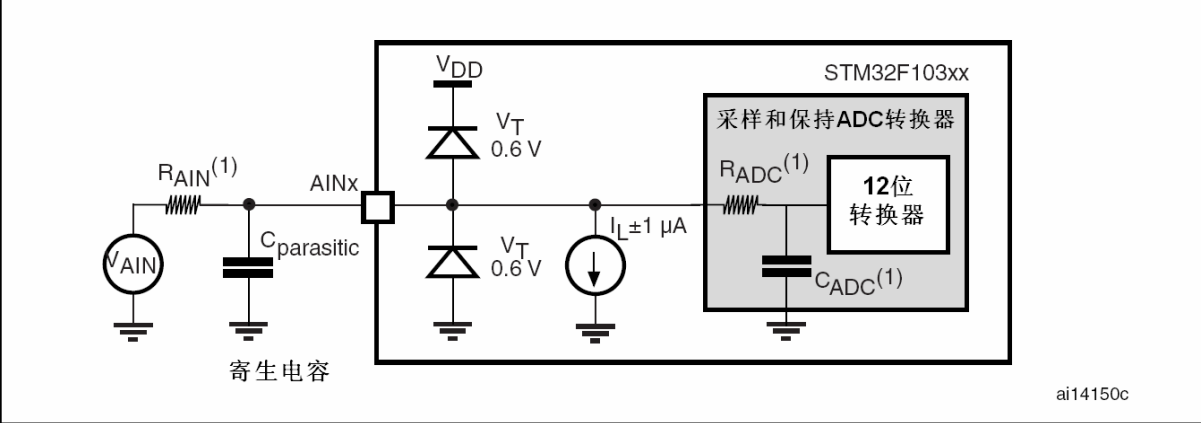 STM32F103xx
VDD
采样和保持ADC转换器
VT
0.6 V
RAIN(1)
AINx
RADC(1)
12位
转换器
IL±1 µA
VAIN
Cparasitic
VT
0.6 V
CADC(1)
寄生电容
ai14150c